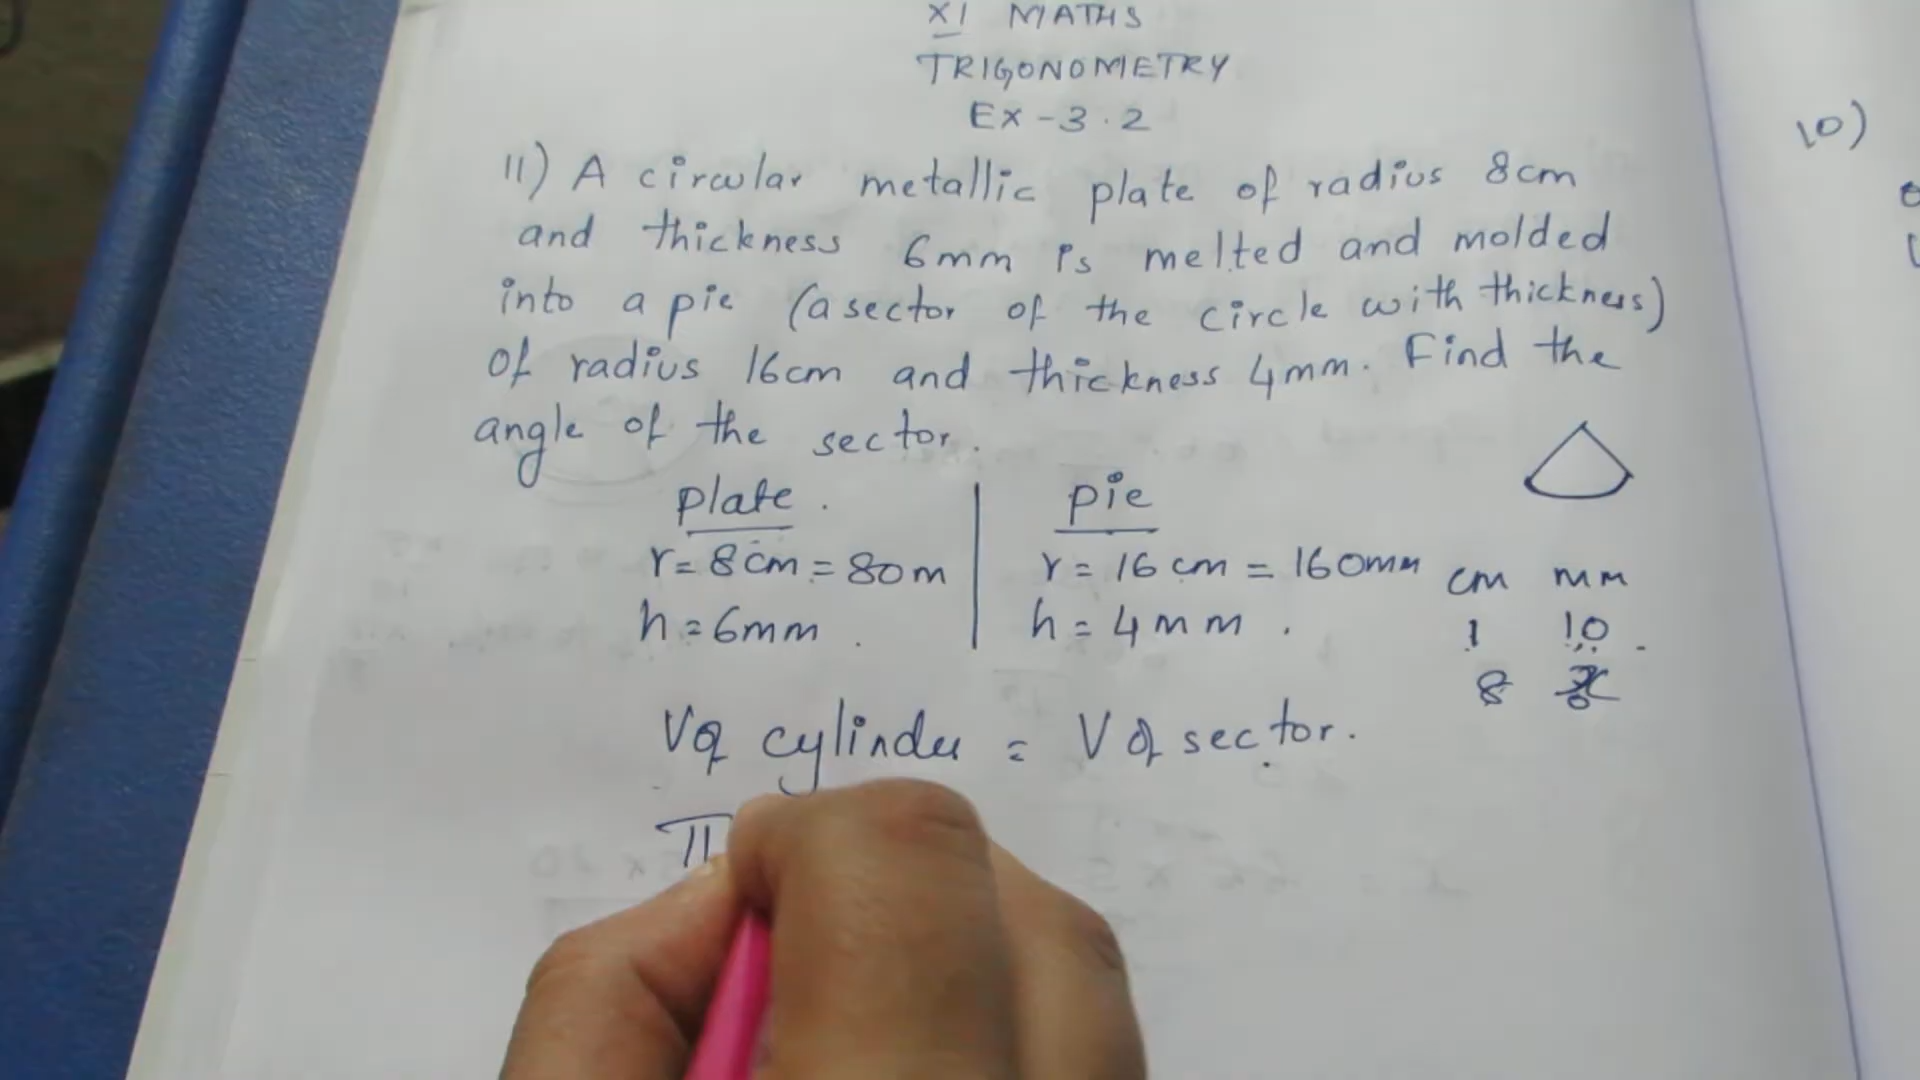 XI MATHS
TRIGONOMETRY
Ex - 3.2
11) A circular metallic plate of radius 8cm
and thickness 6mm is melted and molded
into a pie (a sector of the circle with thickness)
of radius 16cm and thickness 4mm. Find the
angle of the sector.
plate.
r = 8cm = 80m
h = 6mm.
pie
r = 16cm = 160mm
h = 4mm.
cm mm
1 10
8
V of cylinder = V of sector.
π
10)